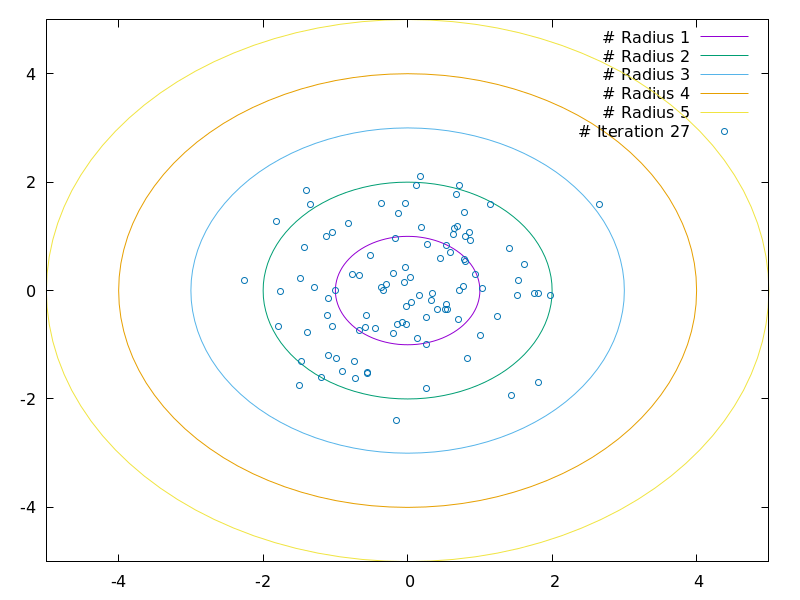 # Radius 1
# Radius 2
# Radius 3
# Radius 4
# Radius 5
# Iteration 27
4
2
0
-2
-4
-4 -2 0 2 4